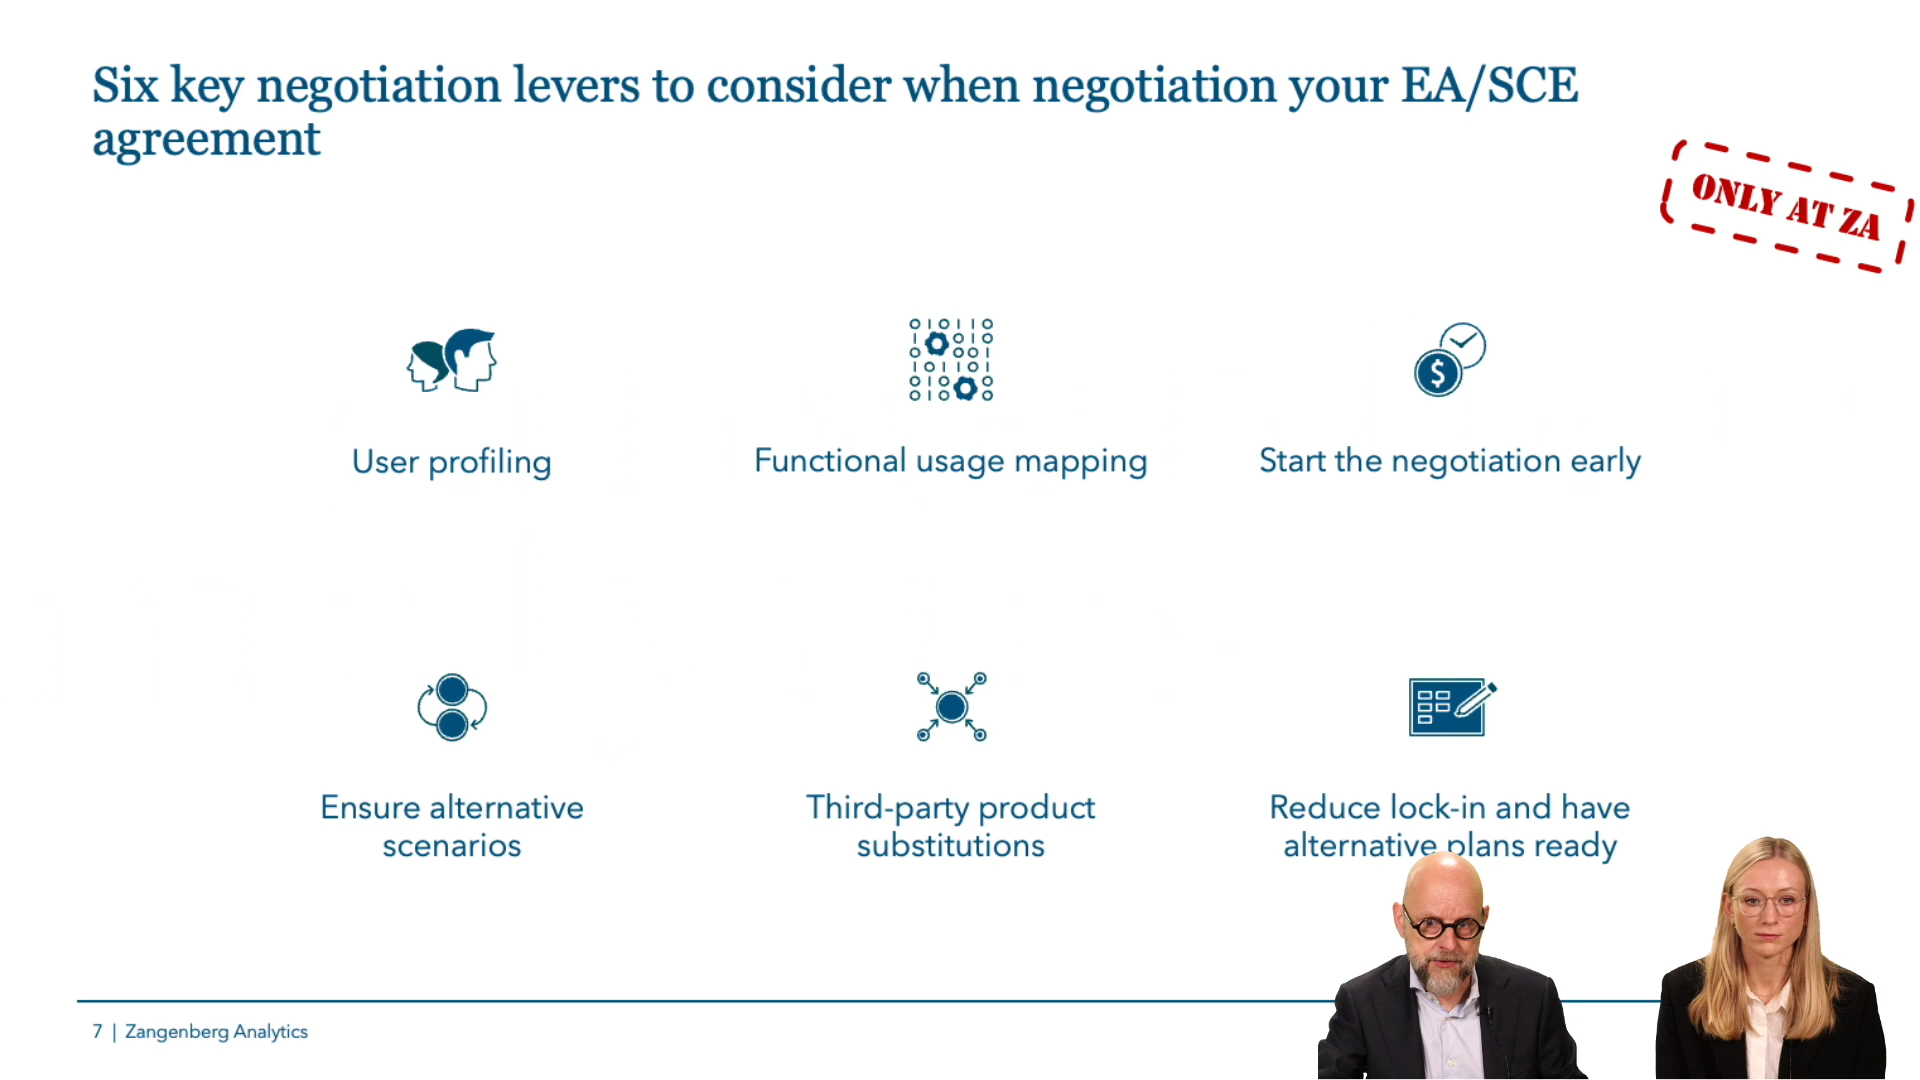 Six key negotiation levers to consider when negotiation your EA/SCE
agreement
ONLY AT ZA
User profiling
Functional usage mapping
Start the negotiation early
Ensure alternative
scenarios
Third-party product
substitutions
Reduce lock-in and have
alternative plans ready
7 | Zangenberg Analytics